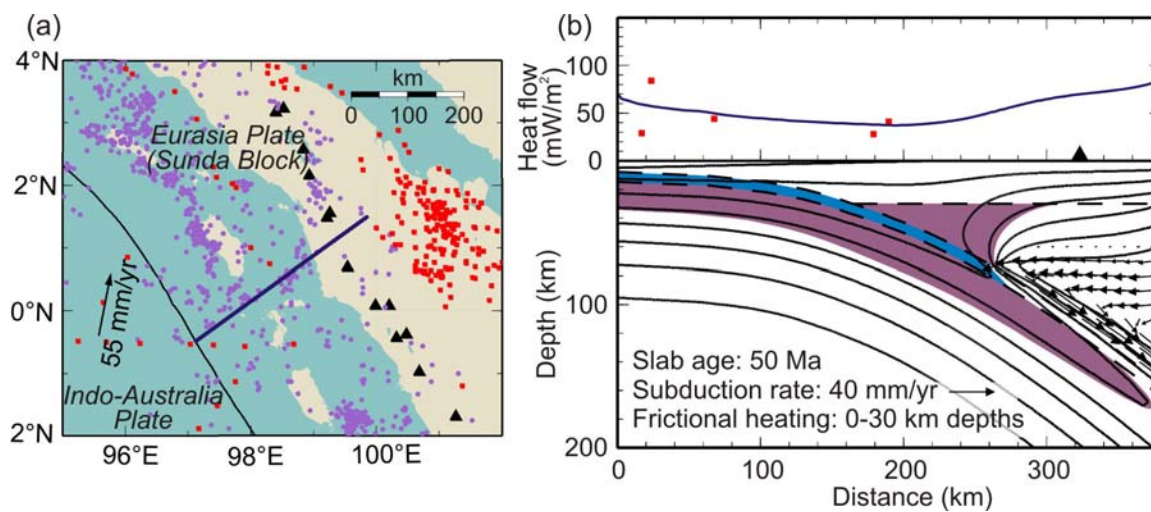 (a)
4°N
2°N
0°N
2°N
96°E
98°E
100°E
km
0
100
200
Eurasia Plate
(Sunda Block)
55 mm/yr
Indo-Australia
Plate
(b)
Heat flow
(mW/m²)
100
50
0
Depth (km)
100
200
Slab age: 50 Ma
Subduction rate: 40 mm/yr
Frictional heating: 0-30 km depths
0
100
200
300
Distance (km)